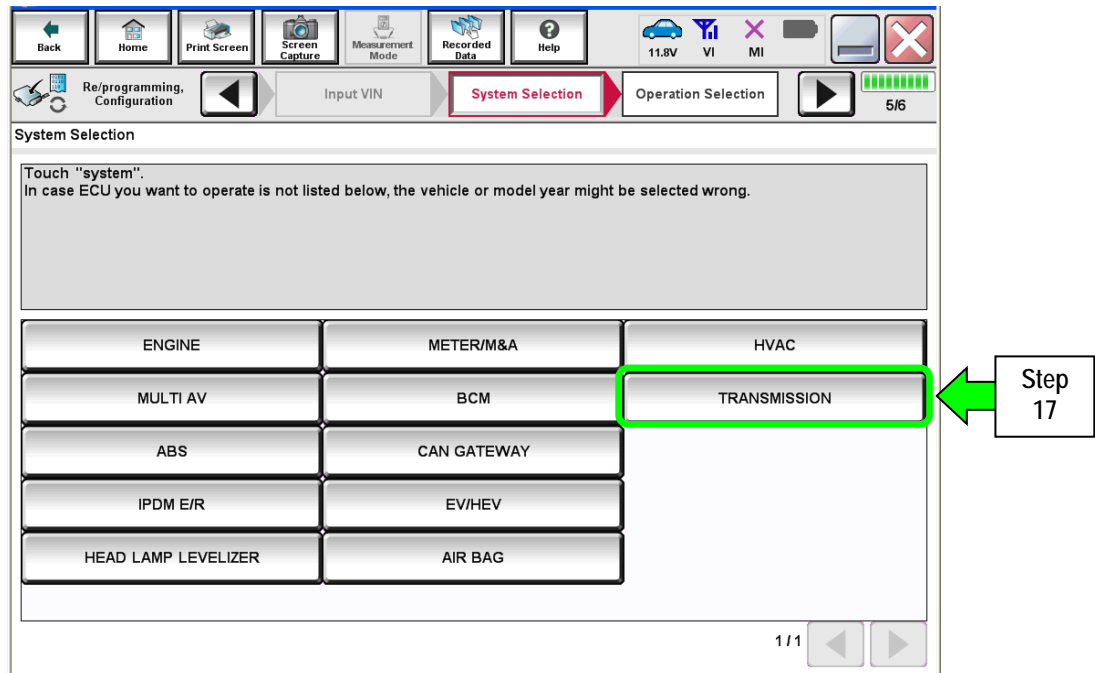 Back
Home
Print Screen
Screen
Capture
Measurement
Mode
Recorded
Data
Help
11.8V
VI
MI
Re/programming,
Configuration
Input VIN
System Selection
Operation Selection
5/6
System Selection
Touch "system".
In case ECU you want to operate is not listed below, the vehicle or model year might be selected wrong.
ENGINE
METER/M&A
HVAC
MULTI AV
BCM
TRANSMISSION
Step
17
ABS
CAN GATEWAY
IPDM E/R
EV/HEV
HEAD LAMP LEVELIZER
AIR BAG
1/1